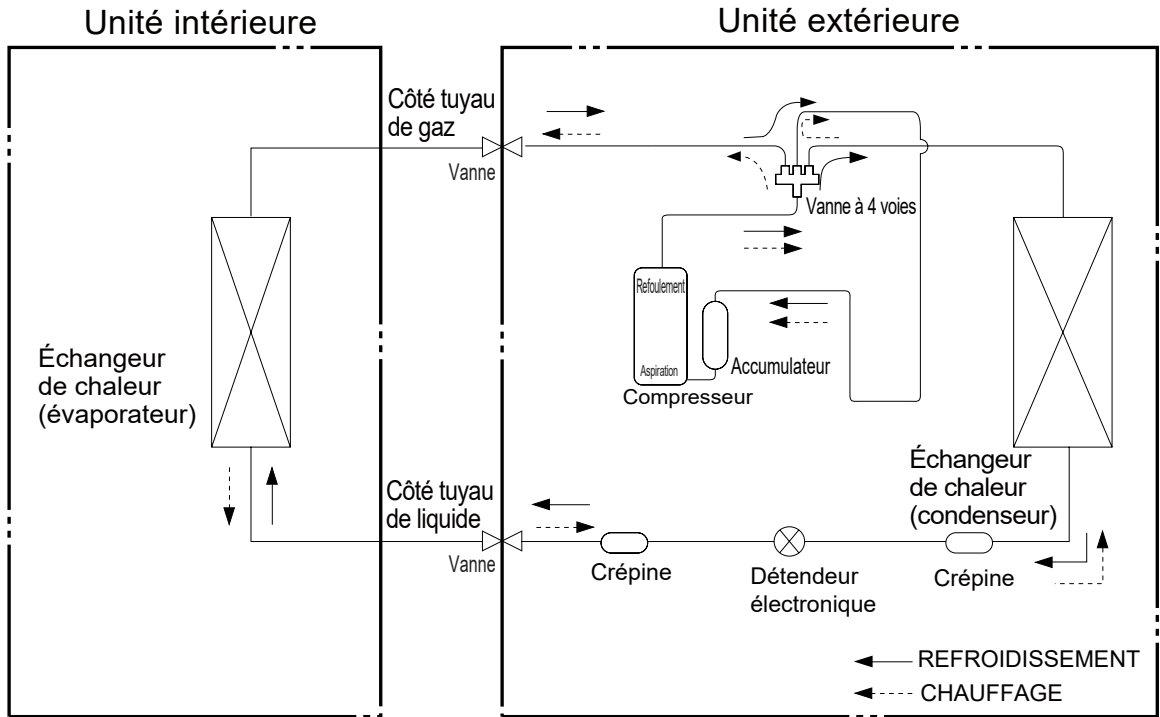 Unité intérieure
Unité extérieure
Côté tuyau
de gaz
Vanne
Vanne à 4 voies
Refoulement
Aspiration
Compresseur
Accumulateur
Échangeur
de chaleur
(évaporateur)
Échangeur
de chaleur
(condenseur)
Côté tuyau
de liquide
Vanne
Crépine
Détendeur
électronique
Crépine
REFROIDISSEMENT
CHAUFFAGE